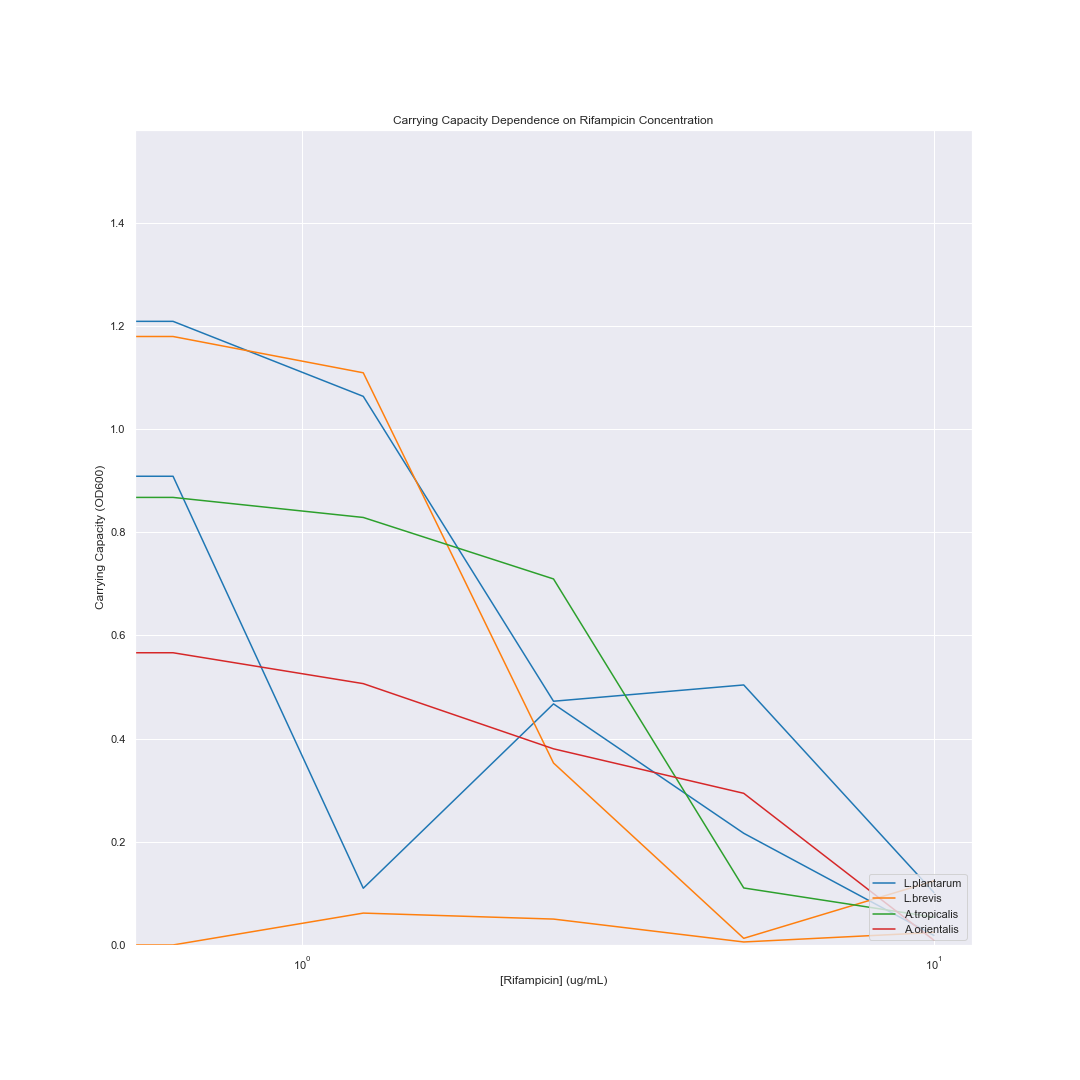 Carrying Capacity Dependence on Rifampicin Concentration
Carrying Capacity (OD600)
1.4
1.2
1.0
0.8
0.6
0.4
0.2
0.0
L.plantarum
L.brevis
A.tropicalis
A.orientalis
10⁰
10¹
[Rifampicin] (ug/mL)